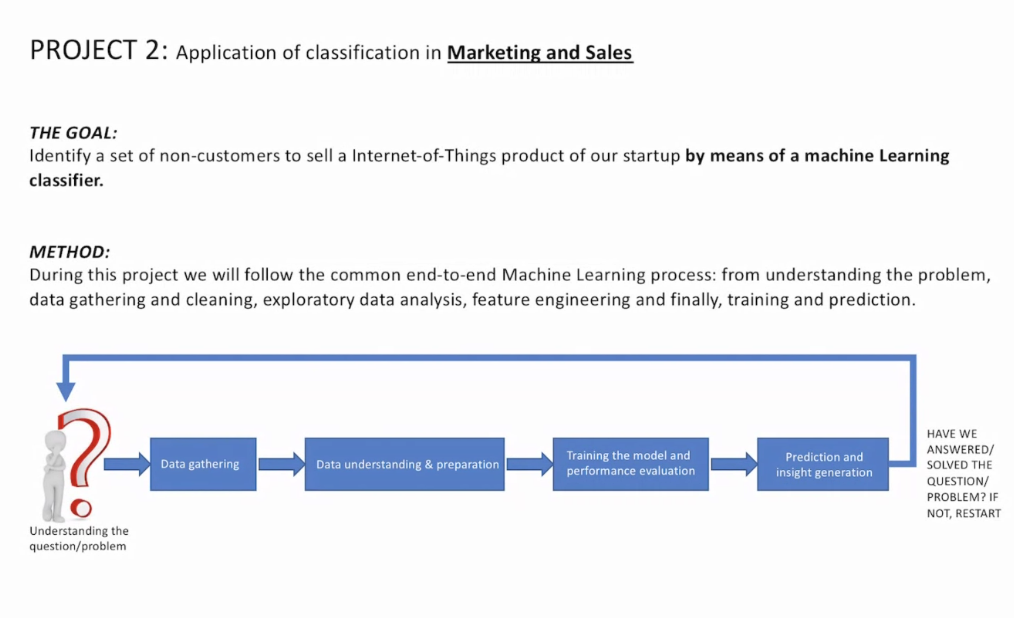 PROJECT 2: Application of classification in Marketing and Sales
THE GOAL:
Identify a set of non-customers to sell a Internet-of-Things product of our startup by means of a machine Learning
classifier.
METHOD:
During this project we will follow the common end-to-end Machine Learning process: from understanding the problem,
data gathering and cleaning, exploratory data analysis, feature engineering and finally, training and prediction.
?
Understanding the
question/problem
Data gathering
Data understanding & preparation
Training the model and
performance evaluation
Prediction and
insight generation
HAVE WE
ANSWERED/
SOLVED THE
QUESTION/
PROBLEM? IF
NOT, RESTART